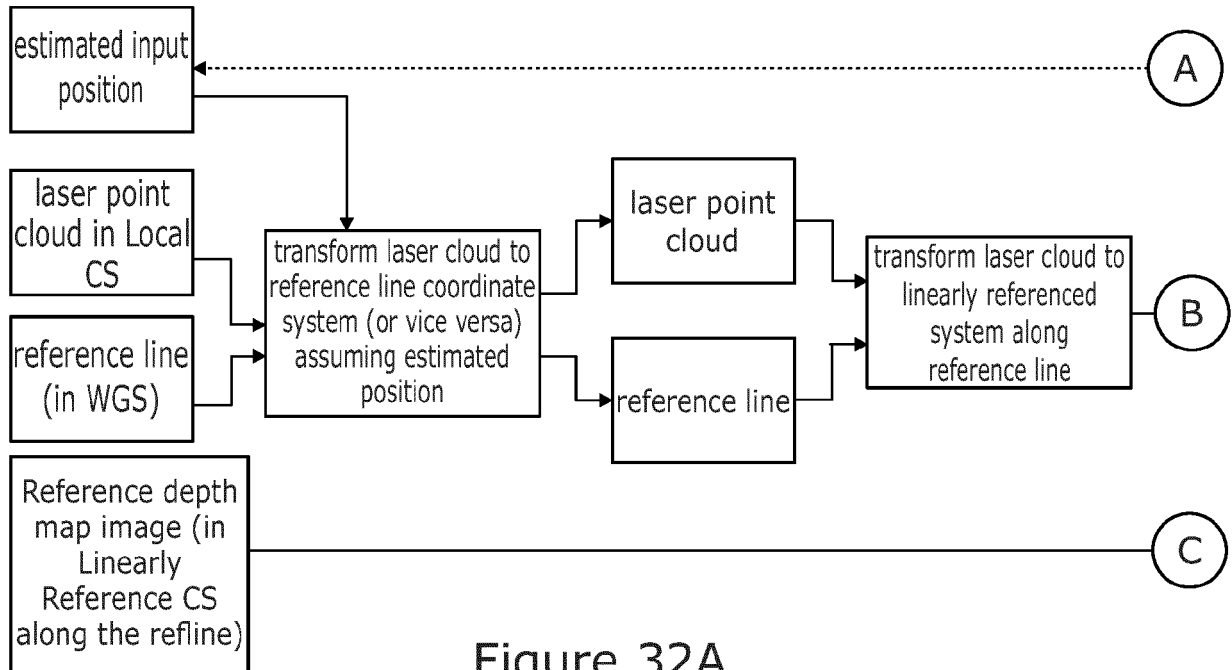 estimated input
position
A
laser point
cloud in Local
CS
transform laser cloud to
reference line coordinate
system (or vice versa)
assuming estimated
position
laser point
cloud
transform laser cloud to
linearly referenced
system along
reference line
B
reference line
(in WGS)
reference line
Reference depth
map image (in
Linearly
Reference CS
along the refline)
C
Figure 32A